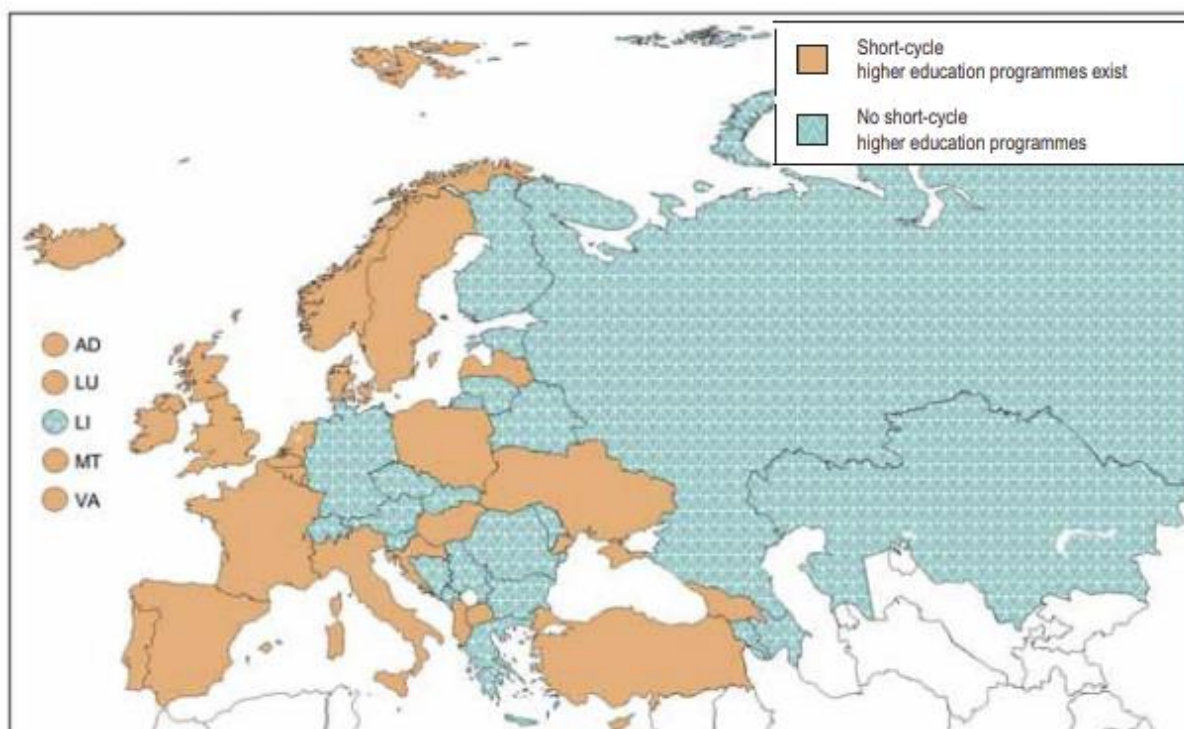 Short-cycle
higher education programmes exist
No short-cycle
higher education programmes
AD
LU
LI
MT
VA